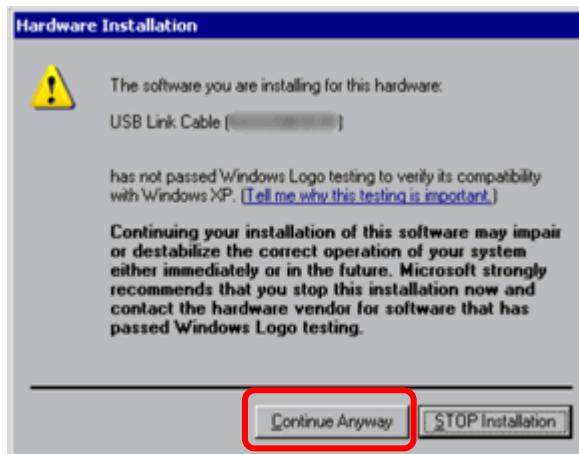 Hardware Installation
The software you are installing for this hardware:
USB Link Cable ( )
has not passed Windows Logo testing to verify its compatibility
with Windows XP. (Tell me why this testing is important.)
Continuing your installation of this software may impair
or destabilize the correct operation of your system
either immediately or in the future. Microsoft strongly
recommends that you stop this installation now and
contact the hardware vendor for software that has
passed Windows Logo testing.
Continue Anyway
STOP Installation